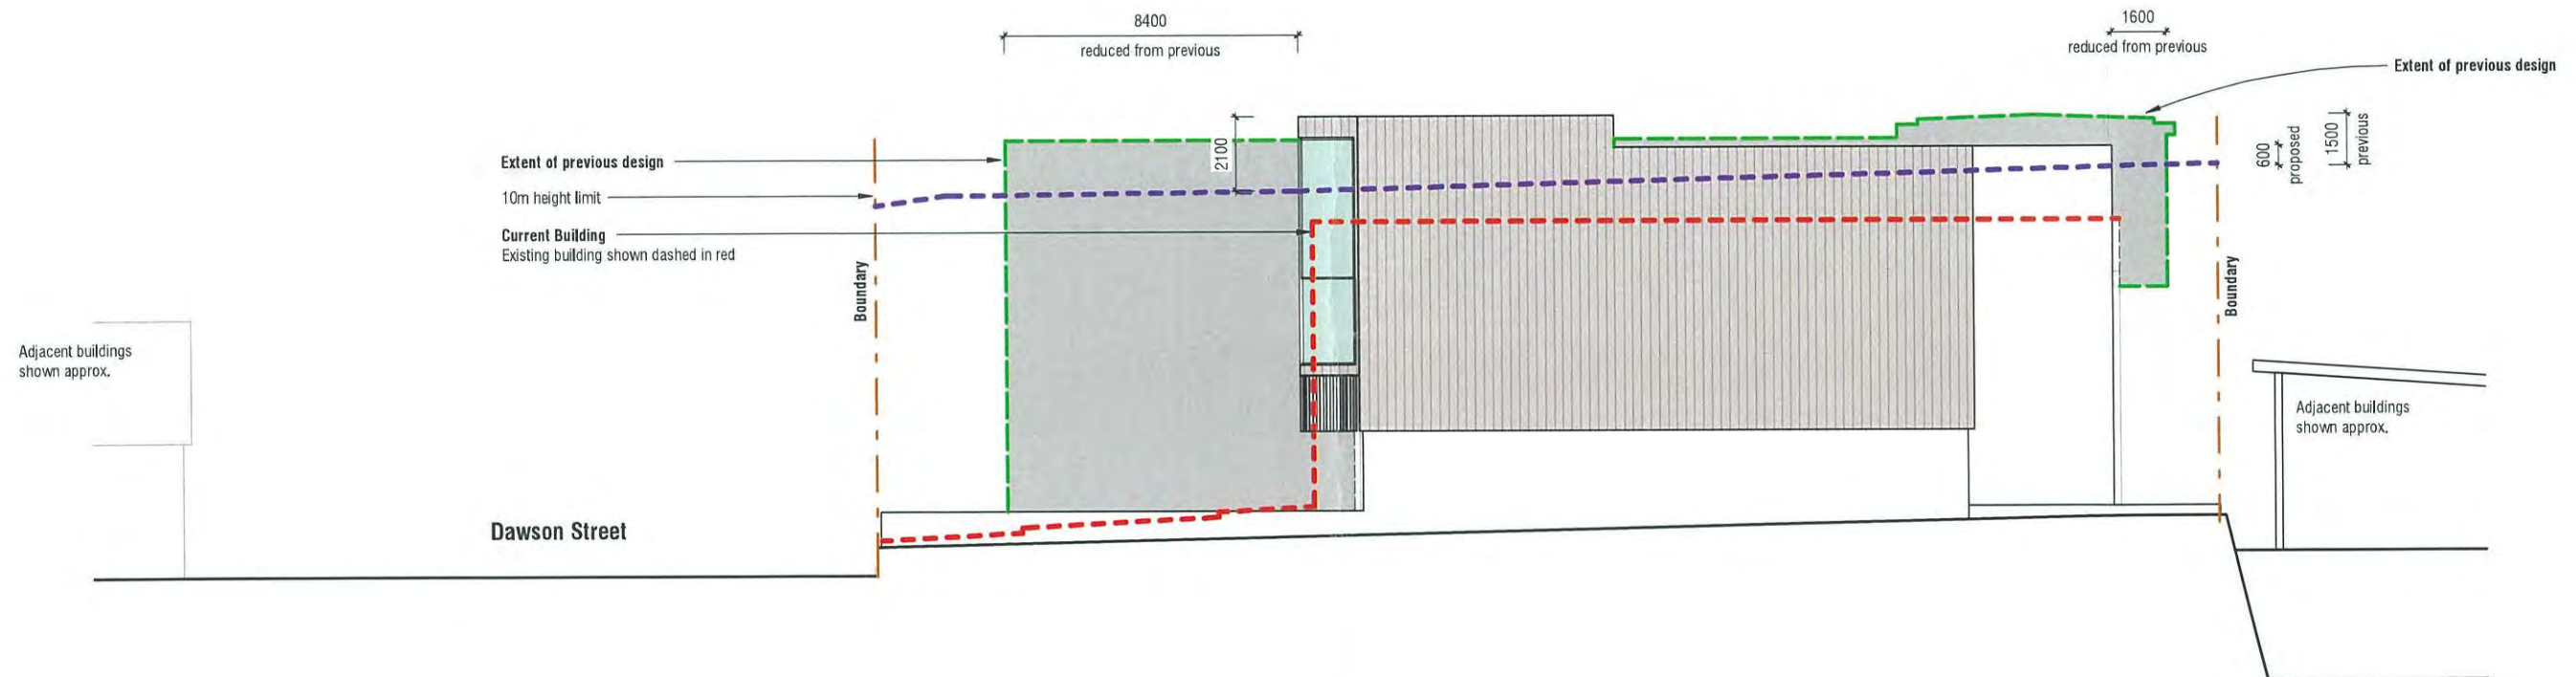 8400
reduced from previous
1600
reduced from previous
Extent of previous design
2100
600
proposed
1500
previous
Extent of previous design
10m height limit
Current Building
Existing building shown dashed in red
Boundary
Boundary
Adjacent buildings
shown approx.
Adjacent buildings
shown approx.
Dawson Street